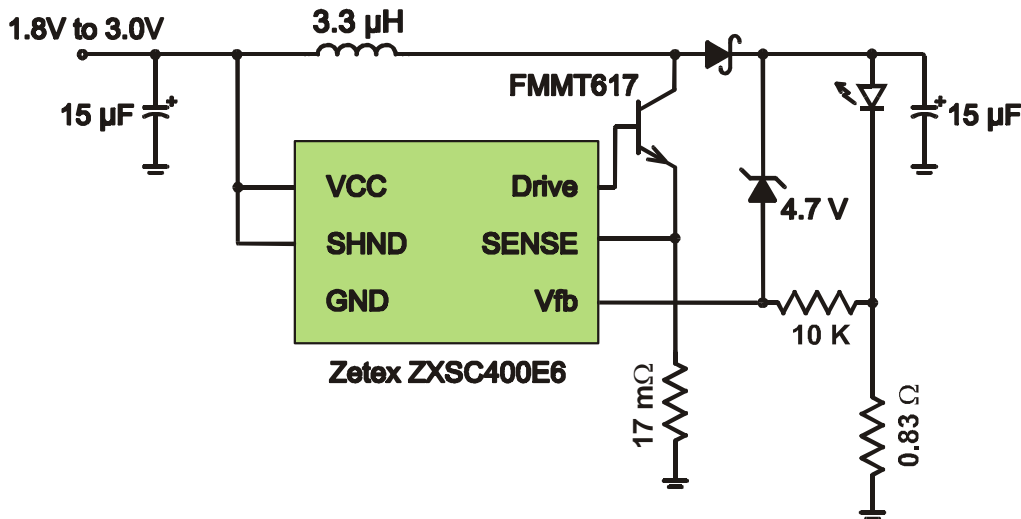 1.8V to 3.0V
3.3 µH
FMMT617
15 µF
15 µF
VCC
Drive
4.7 V
SHND
SENSE
GND
Vfb
10 K
Zetex ZXSC400E6
17 mΩ
0.83 Ω